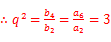 ∴ q² = b₄/b₂ = a₆/a₂ = 3